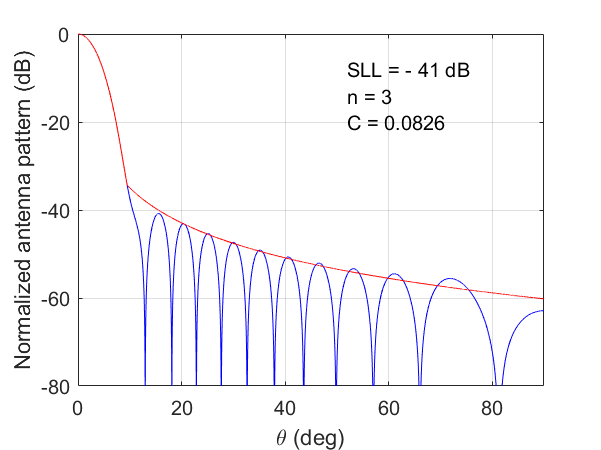 Normalized antenna pattern (dB)
0
-20
-40
-60
-80
SLL = - 41 dB
n = 3
C = 0.0826
0 20 40 60 80
θ (deg)